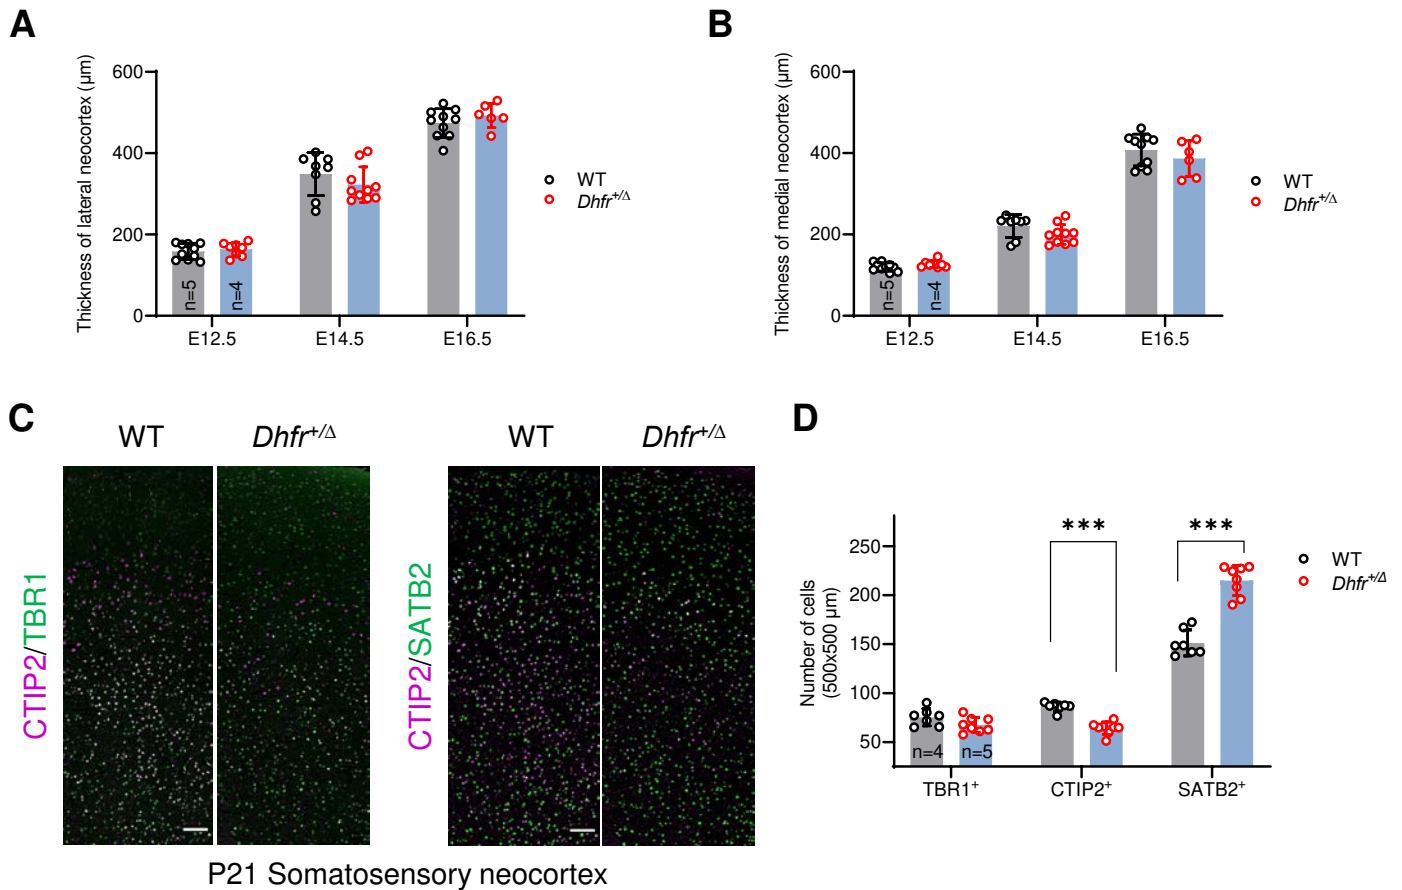 A
Thickness of lateral neocortex (µm)
600
400
200
0
n=5
n=4
E12.5
E14.5
E16.5
WT
Dhfr+/Δ
B
Thickness of medial neocortex (µm)
600
400
200
0
n=5
n=4
E12.5
E14.5
E16.5
WT
Dhfr+/Δ
C
WT
Dhfr+/Δ
WT
Dhfr+/Δ
CTIP2/TBR1
CTIP2/SATB2
P21 Somatosensory neocortex
D
Number of cells
(500x500 µm)
250
200
150
100
50
***
***
n=4
n=5
TBR1+
CTIP2+
SATB2+
WT
Dhfr+/Δ